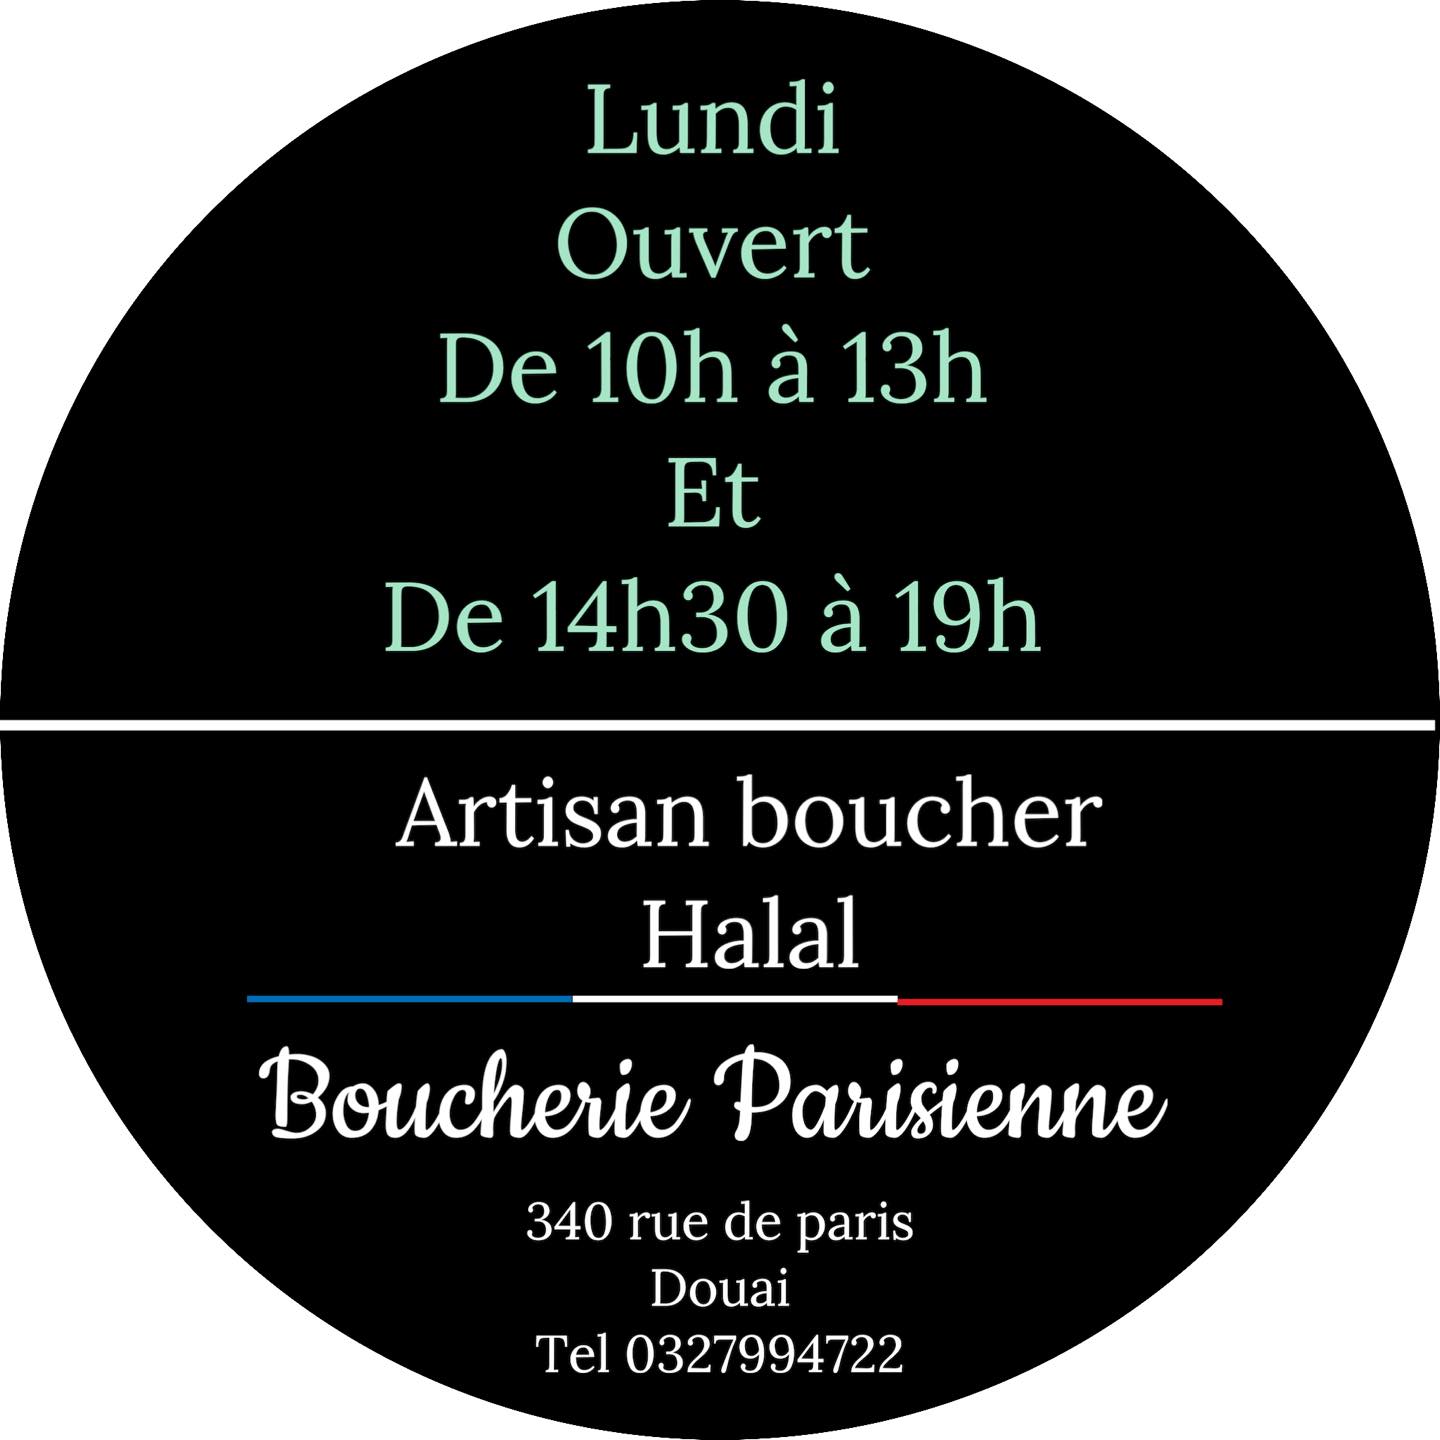 Lundi
Ouvert
De 10h à 13h
Et
De 14h30 à 19h
Artisan boucher
Halal
Boucherie Parisienne
340 rue de paris
Douai
Tel 0327994722